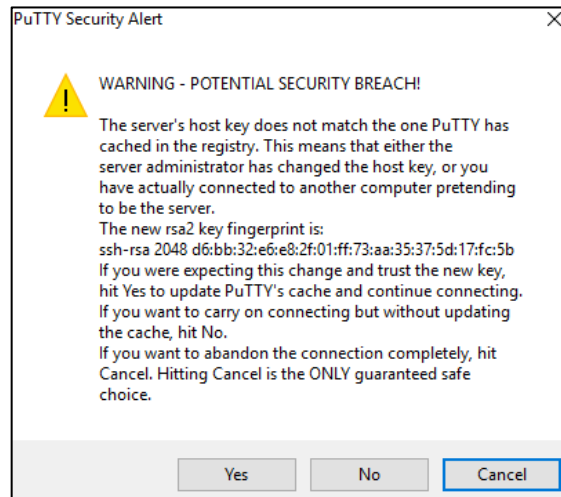 PuTTY Security Alert
WARNING - POTENTIAL SECURITY BREACH!
The server's host key does not match the one PuTTY has
cached in the registry. This means that either the
server administrator has changed the host key, or you
have actually connected to another computer pretending
to be the server.
The new rsa2 key fingerprint is:
ssh-rsa 2048 d6:bb:32:e6:e8:2f:01:ff:73:aa:35:37:5d:17:fc:5b
If you were expecting this change and trust the new key,
hit Yes to update PuTTY's cache and continue connecting.
If you want to carry on connecting but without updating
the cache, hit No.
If you want to abandon the connection completely, hit
Cancel. Hitting Cancel is the ONLY guaranteed safe
choice.
Yes No Cancel